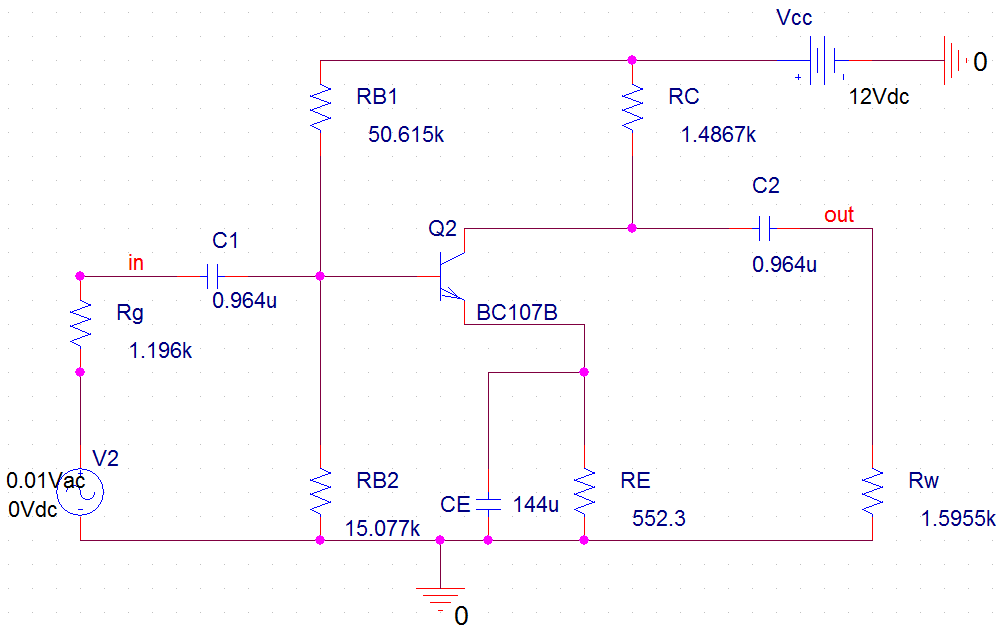 Vcc
0
12Vdc
RB1
50.615k
RC
1.4867k
C2
out
0.964u
Q2
C1
in
0.964u
BC107B
Rg
1.196k
V2
0.01Vac
0Vdc
RB2
15.077k
CE
144u
RE
552.3
Rw
1.5955k
0